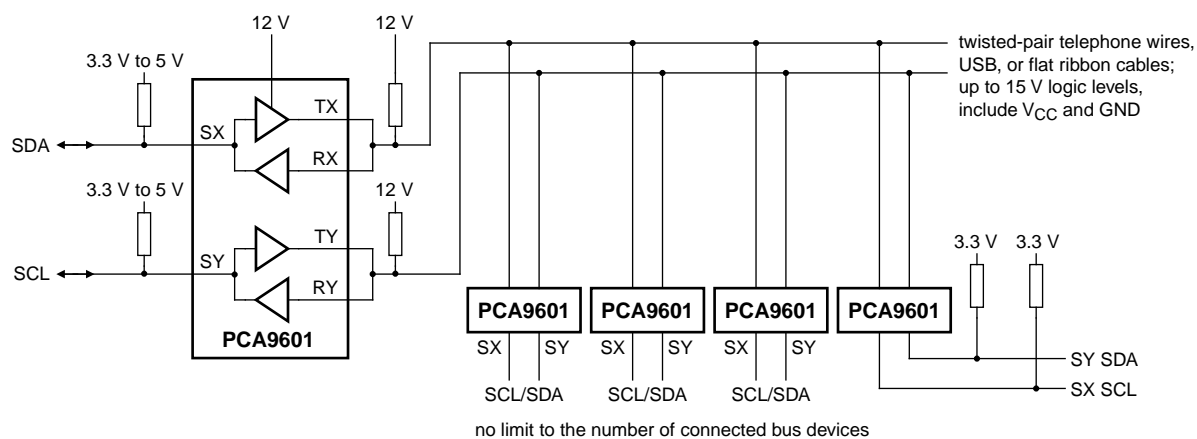 12 V
12 V
3.3 V to 5 V
TX
SX
SDA
RX
twisted-pair telephone wires,
USB, or flat ribbon cables;
up to 15 V logic levels,
include VCC and GND
3.3 V to 5 V
12 V
TY
SY
SCL
RY
PCA9601
3.3 V 3.3 V
PCA9601 PCA9601 PCA9601 PCA9601
SX SY SX SY SX SY
SY SDA
SCL/SDA SCL/SDA SCL/SDA
SX SCL
no limit to the number of connected bus devices